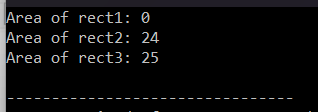 Area of rect1: 0
Area of rect2: 24
Area of rect3: 25
--------------------------------